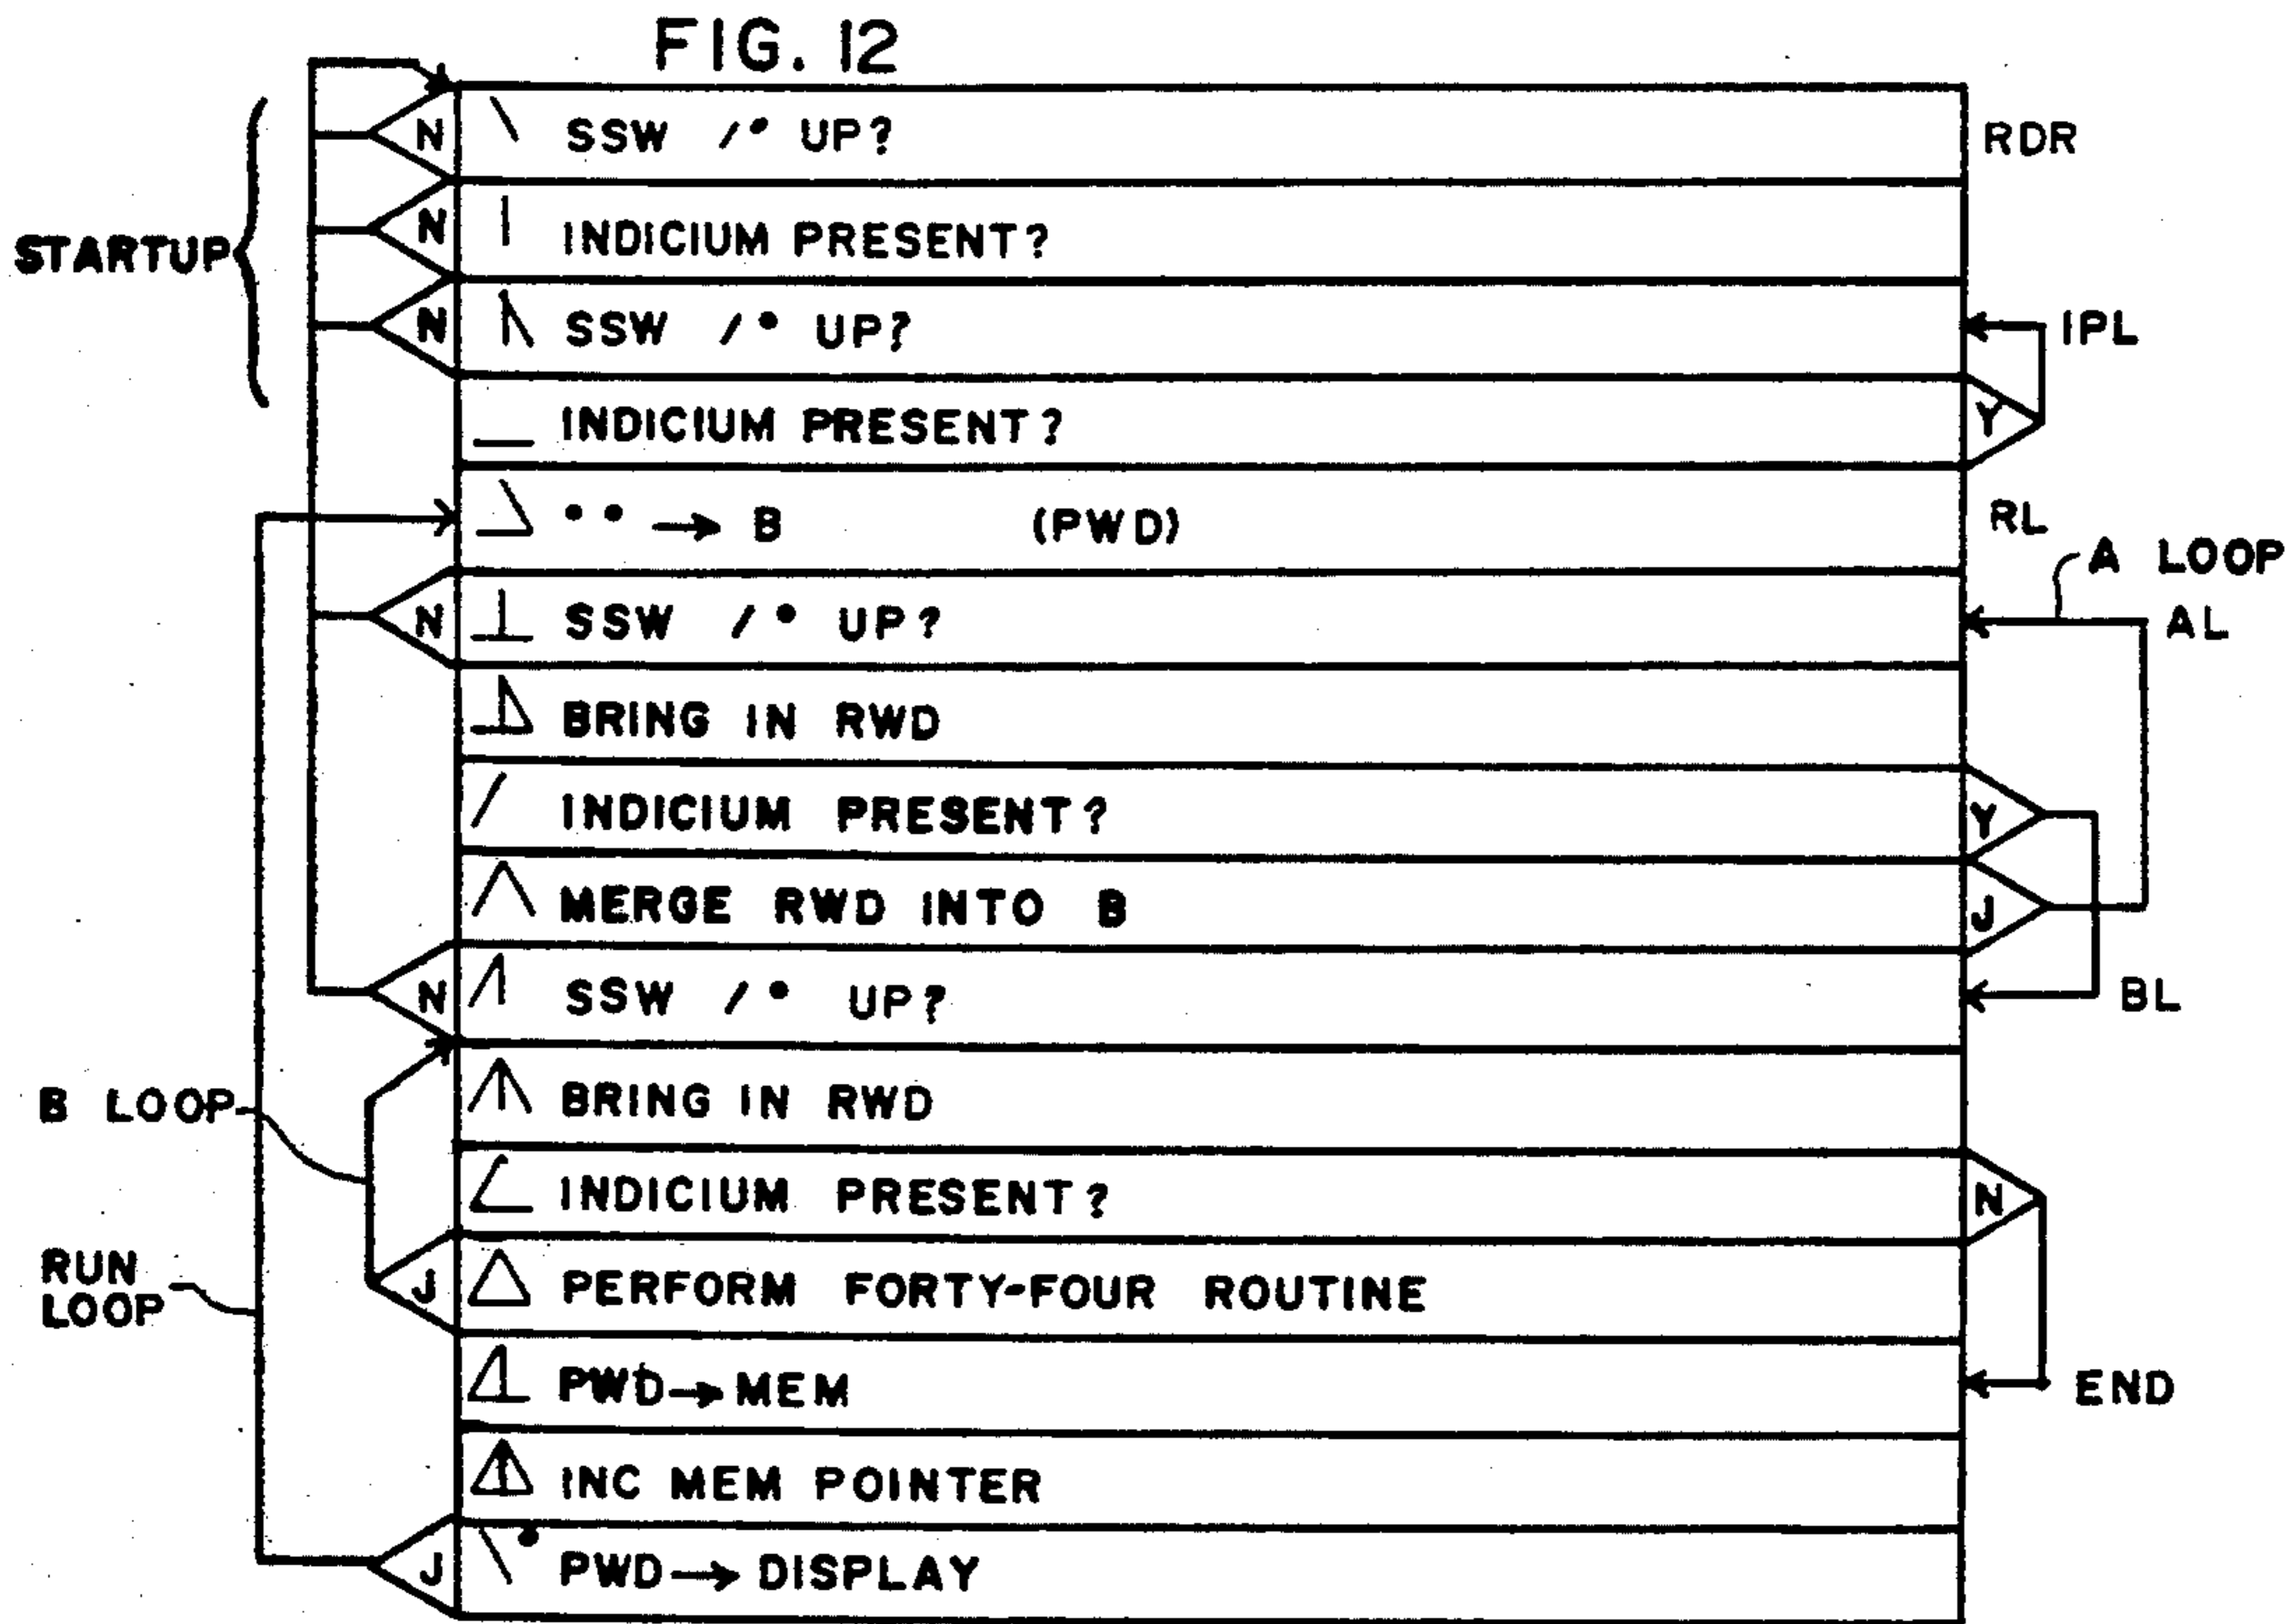 FIG. 12
N \ SSW /• UP? RDR
N | INDICIUM PRESENT?
STARTUP
N SSW /• UP? IPL
_ INDICIUM PRESENT? Y
•• → B (PWD) RL
A LOOP
N ⊥ SSW /• UP? AL
BRING IN RWD
/ INDICIUM PRESENT? Y
∧ MERGE RWD INTO B J
N SSW /• UP? BL
B LOOP
BRING IN RWD
∠ INDICIUM PRESENT? N
RUN
LOOP
J △ PERFORM FORTY-FOUR ROUTINE
PWD → MEM END
INC MEM POINTER
J \• PWD → DISPLAY